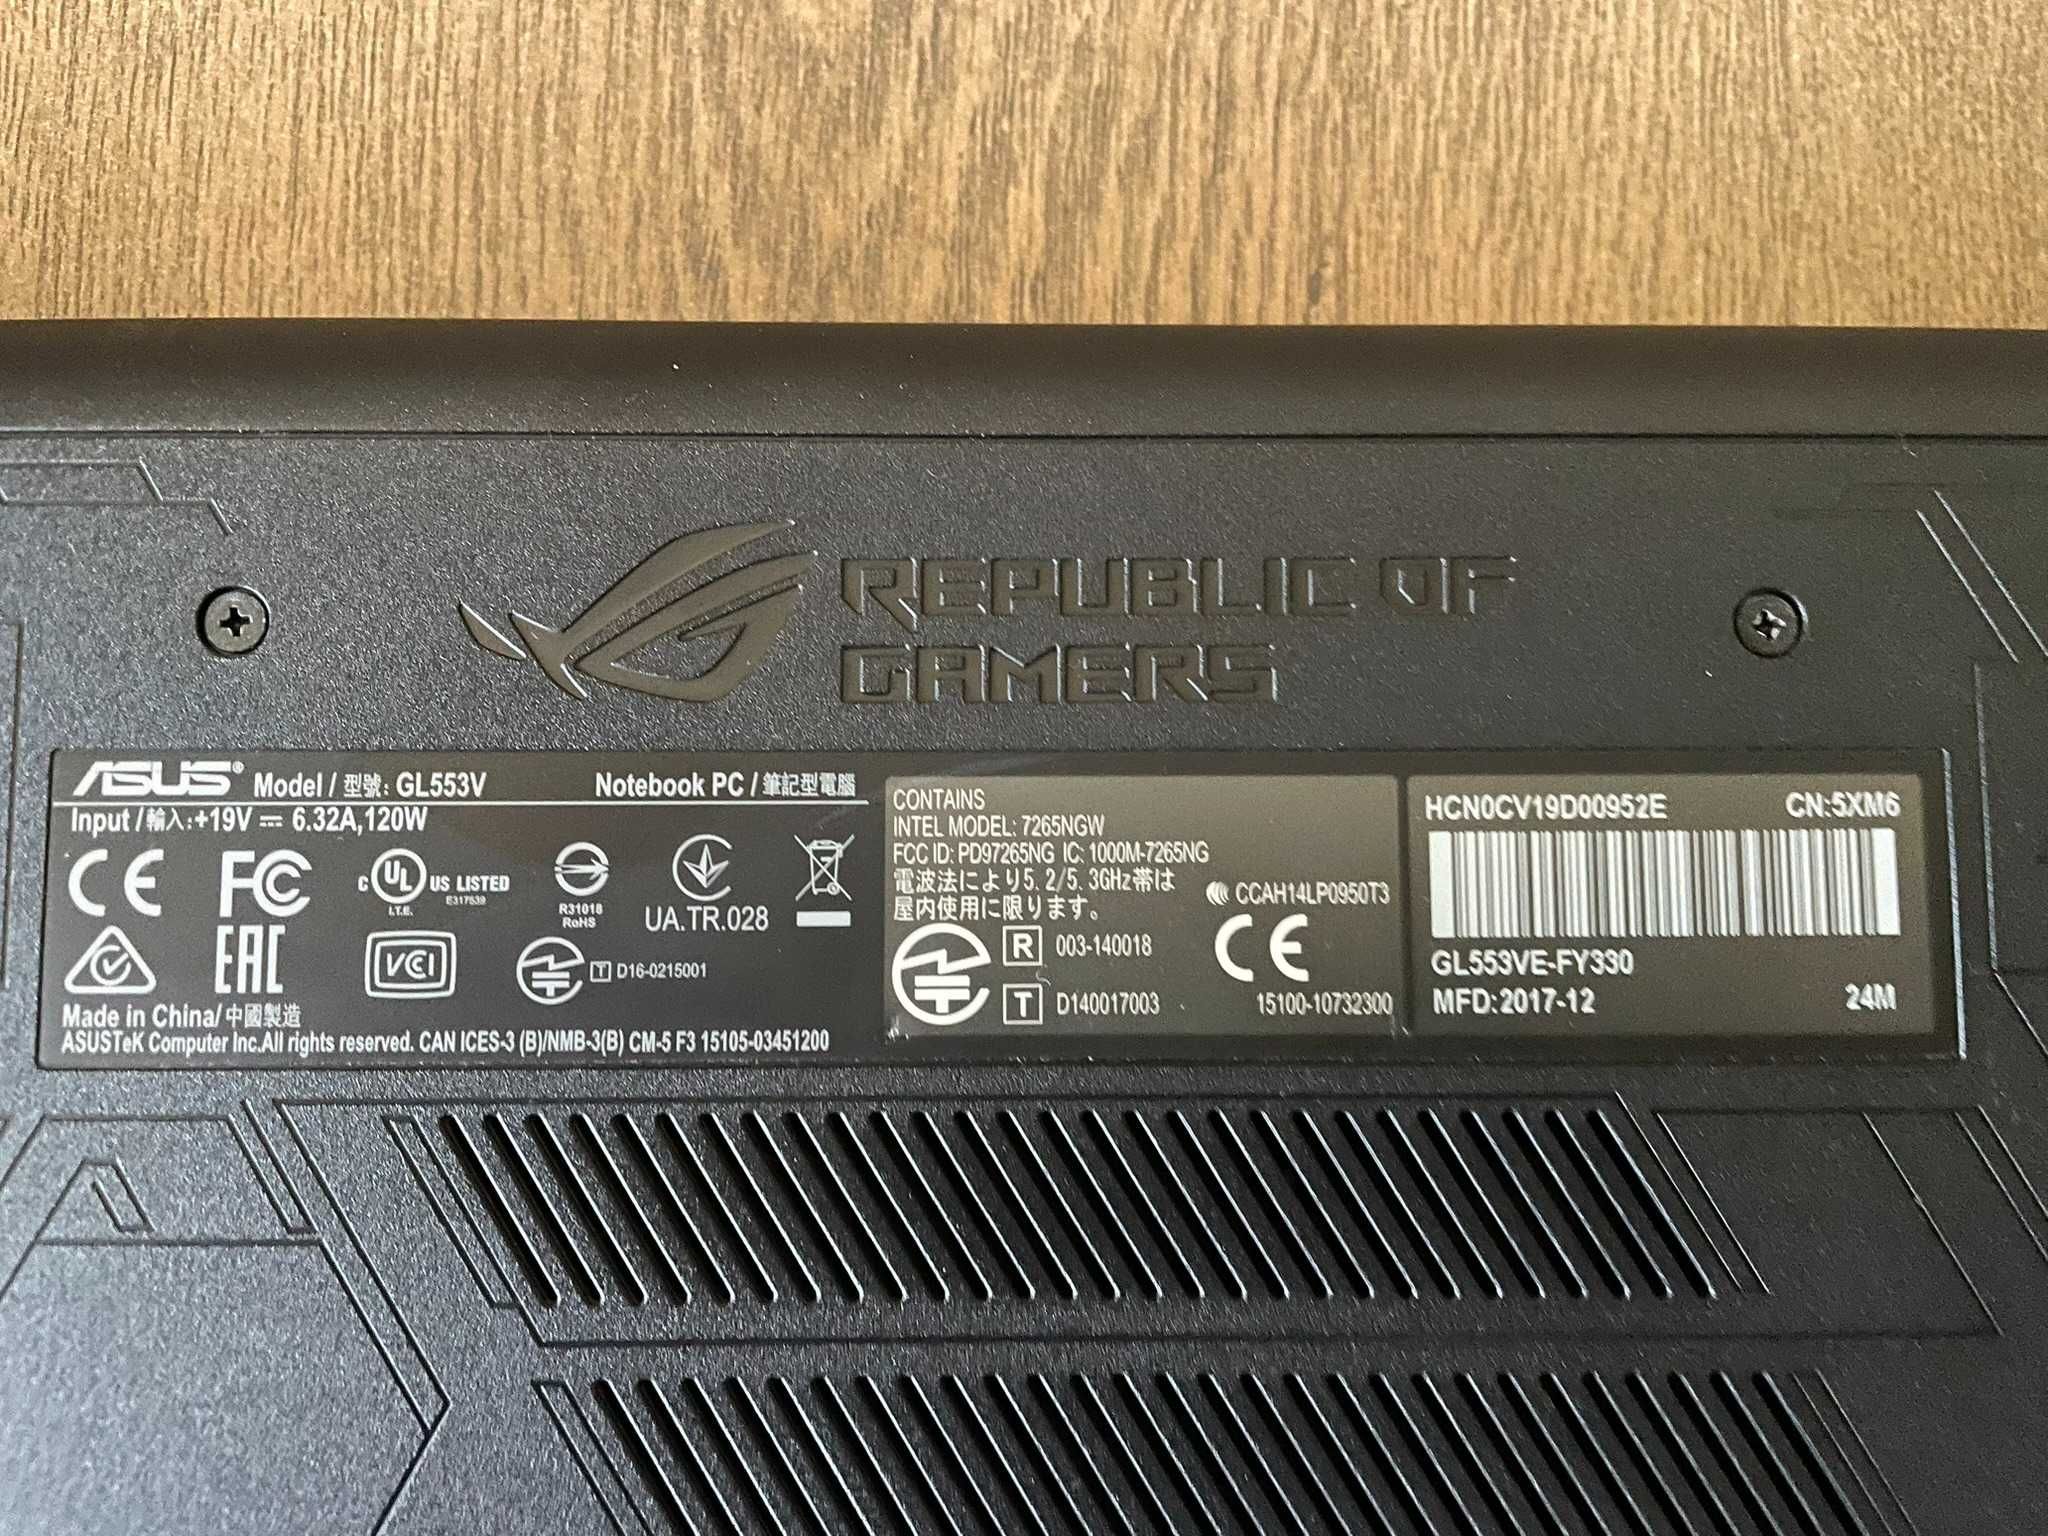 REPUBLIC OF
GAMERS
ASUS® Model / 型號: GL553V Notebook PC / 筆記型電腦
Input / 輸入: +19V ⎓ 6.32A, 120W
CE FC c UL US LISTED
I.T.E. E317539
R31018
RoHS
UA.TR.028
EAC VCI T D16-0215001
Made in China/ 中國製造
ASUSTeK Computer Inc. All rights reserved. CAN ICES-3 (B)/NMB-3(B) CM-5 F3 15105-03451200
CONTAINS
INTEL MODEL: 7265NGW
FCC ID: PD97265NG IC: 1000M-7265NG
電波法により5.2/5.3GHz帯は
屋内使用に限ります。
CCAH14LP0950T3
R 003-140018
CE
T D140017003
15100-10732300
HCN0CV19D00952E CN:5XM6
GL553VE-FY330
MFD:2017-12 24M